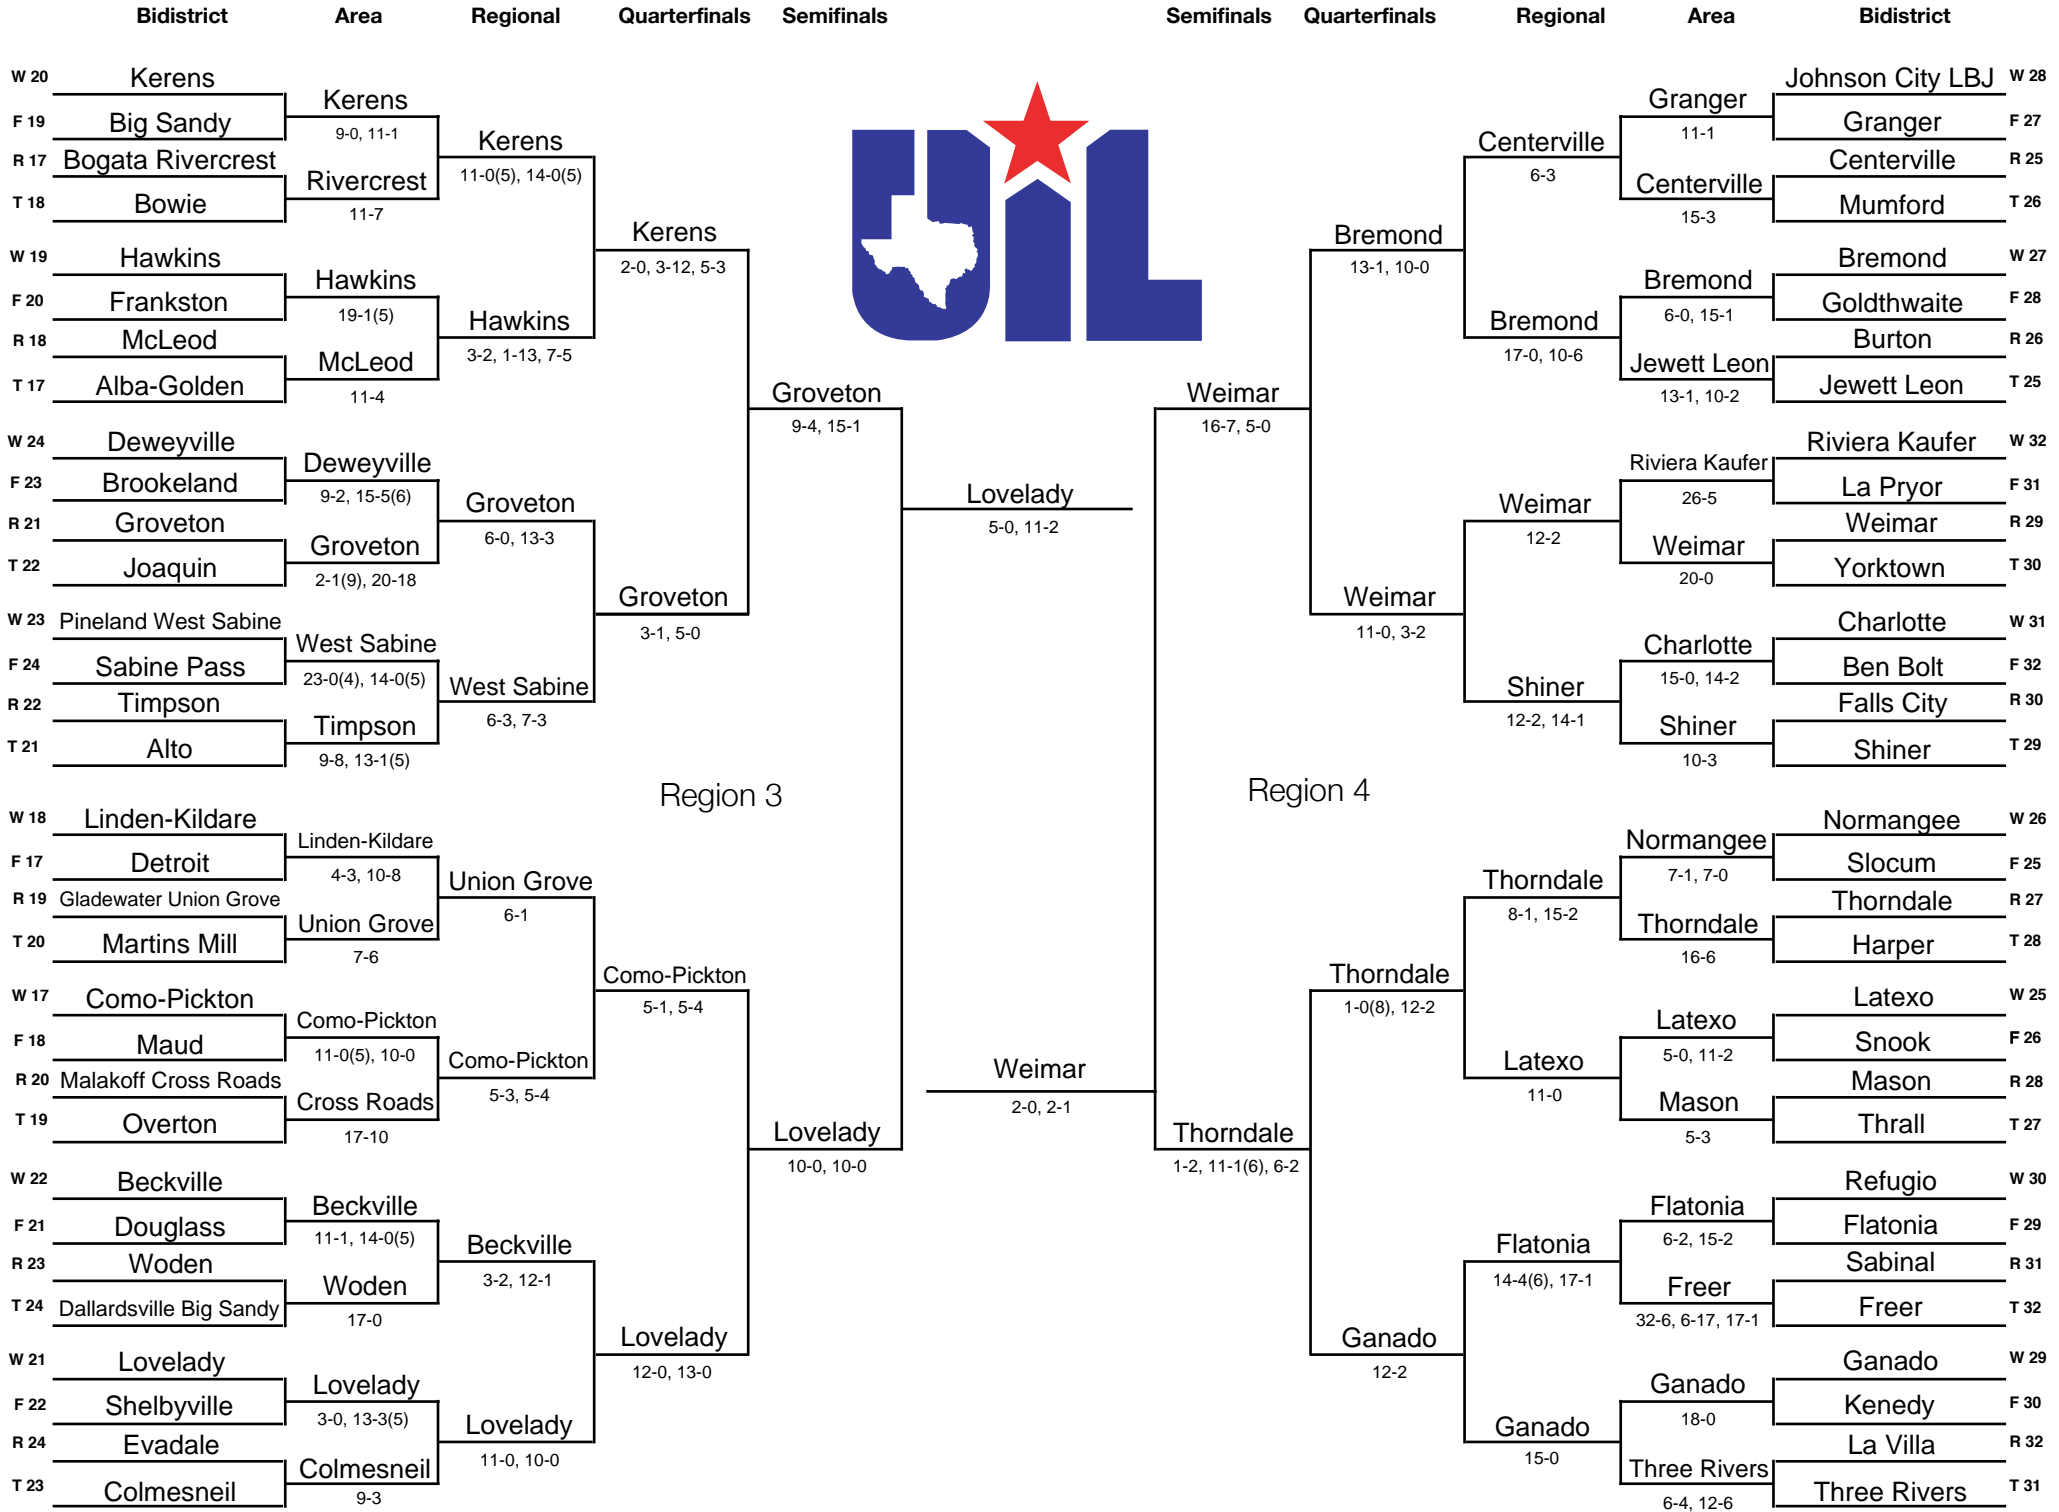 Bidistrict Area Regional Quarterfinals Semifinals Semifinals Quarterfinals Regional Area Bidistrict
W 20 Kerens
Kerens
F 19 Big Sandy
9-0, 11-1
Kerens
R 17 Bogata Rivercrest
11-0(5), 14-0(5)
Rivercrest
T 18 Bowie
11-7
Kerens
2-0, 3-12, 5-3
W 19 Hawkins
Hawkins
F 20 Frankston
19-1(5)
Hawkins
R 18 McLeod
3-2, 1-13, 7-5
McLeod
T 17 Alba-Golden
11-4
Groveton
9-4, 15-1
W 24 Deweyville
Deweyville
F 23 Brookeland
9-2, 15-5(6)
Groveton
R 21 Groveton
6-0, 13-3
Groveton
T 22 Joaquin
2-1(9), 20-18
Groveton
3-1, 5-0
W 23 Pineland West Sabine
West Sabine
F 24 Sabine Pass
23-0(4), 14-0(5)
West Sabine
R 22 Timpson
6-3, 7-3
Timpson
T 21 Alto
9-8, 13-1(5)
Region 3
Lovelady
5-0, 11-2
W 18 Linden-Kildare
Linden-Kildare
F 17 Detroit
4-3, 10-8
Union Grove
R 19 Gladewater Union Grove
6-1
Union Grove
T 20 Martins Mill
7-6
Como-Pickton
5-1, 5-4
W 17 Como-Pickton
Como-Pickton
F 18 Maud
11-0(5), 10-0
Como-Pickton
R 20 Malakoff Cross Roads
5-3, 5-4
Cross Roads
T 19 Overton
17-10
Lovelady
10-0, 10-0
W 22 Beckville
Beckville
F 21 Douglass
11-1, 14-0(5)
Beckville
R 23 Woden
3-2, 12-1
Woden
T 24 Dallardsville Big Sandy
17-0
Lovelady
12-0, 13-0
W 21 Lovelady
Lovelady
F 22 Shelbyville
3-0, 13-3(5)
Lovelady
R 24 Evadale
11-0, 10-0
Colmesneil
T 23 Colmesneil
9-3
UIL
Johnson City LBJ W 28
Granger
Granger F 27
11-1
Centerville
Centerville R 25
6-3
Centerville
Mumford T 26
15-3
Bremond
13-1, 10-0
Bremond W 27
Bremond
Goldthwaite F 28
6-0, 15-1
Bremond
Burton R 26
17-0, 10-6
Jewett Leon
Jewett Leon T 25
13-1, 10-2
Weimar
16-7, 5-0
Riviera Kaufer W 32
Riviera Kaufer
La Pryor F 31
26-5
Weimar
Weimar R 29
12-2
Weimar
Yorktown T 30
20-0
Weimar
11-0, 3-2
Charlotte W 31
Charlotte
Ben Bolt F 32
15-0, 14-2
Shiner
Falls City R 30
12-2, 14-1
Shiner
Shiner T 29
10-3
Region 4
Weimar
2-0, 2-1
Normangee W 26
Normangee
Slocum F 25
7-1, 7-0
Thorndale
Thorndale R 27
8-1, 15-2
Thorndale
Harper T 28
16-6
Thorndale
1-0(8), 12-2
Latexo W 25
Latexo
Snook F 26
5-0, 11-2
Latexo
Mason R 28
11-0
Mason
Thrall T 27
5-3
Thorndale
1-2, 11-1(6), 6-2
Refugio W 30
Flatonia
Flatonia F 29
6-2, 15-2
Flatonia
Sabinal R 31
14-4(6), 17-1
Freer
Freer T 32
32-6, 6-17, 17-1
Ganado
12-2
Ganado W 29
Ganado
Kenedy F 30
18-0
Ganado
La Villa R 32
15-0
Three Rivers
Three Rivers T 31
6-4, 12-6